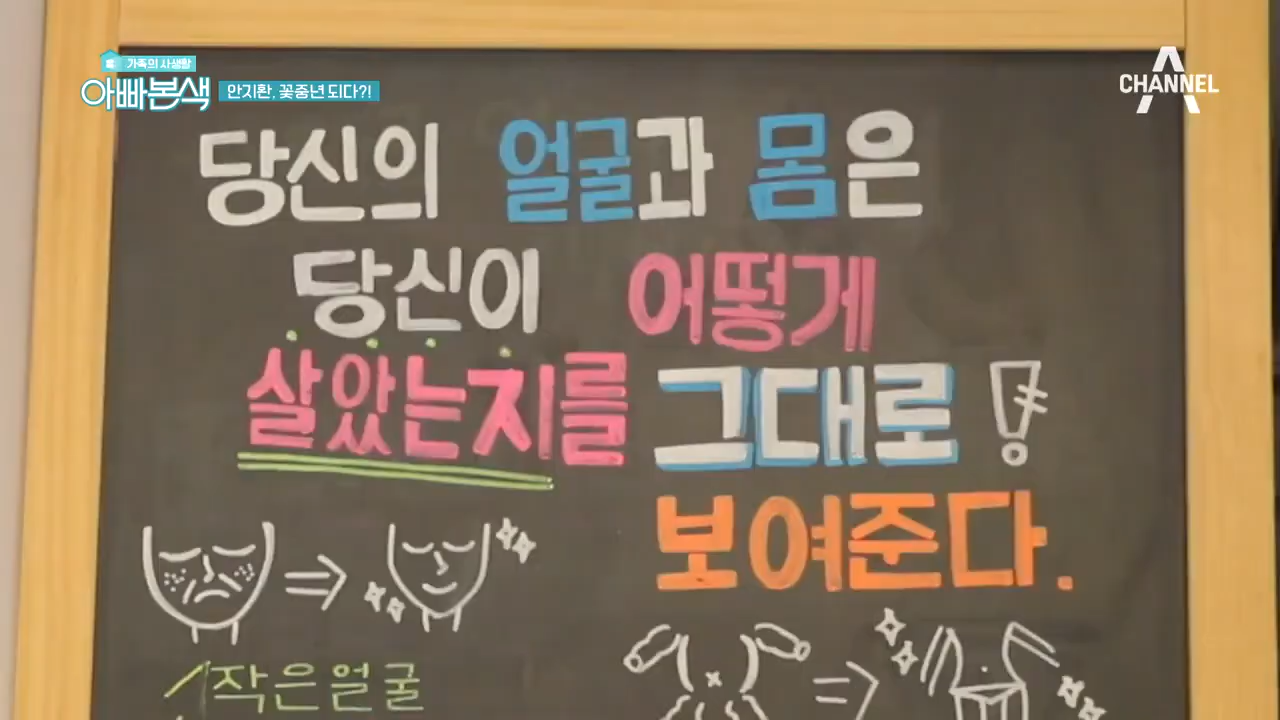 가족의 사생활
아빠본색 안지환, 꽃중년 되다?!
CHANNEL A
당신의 얼굴과 몸은
당신이 어떻게
살았는지를 그대로!
보여준다.
작은얼굴